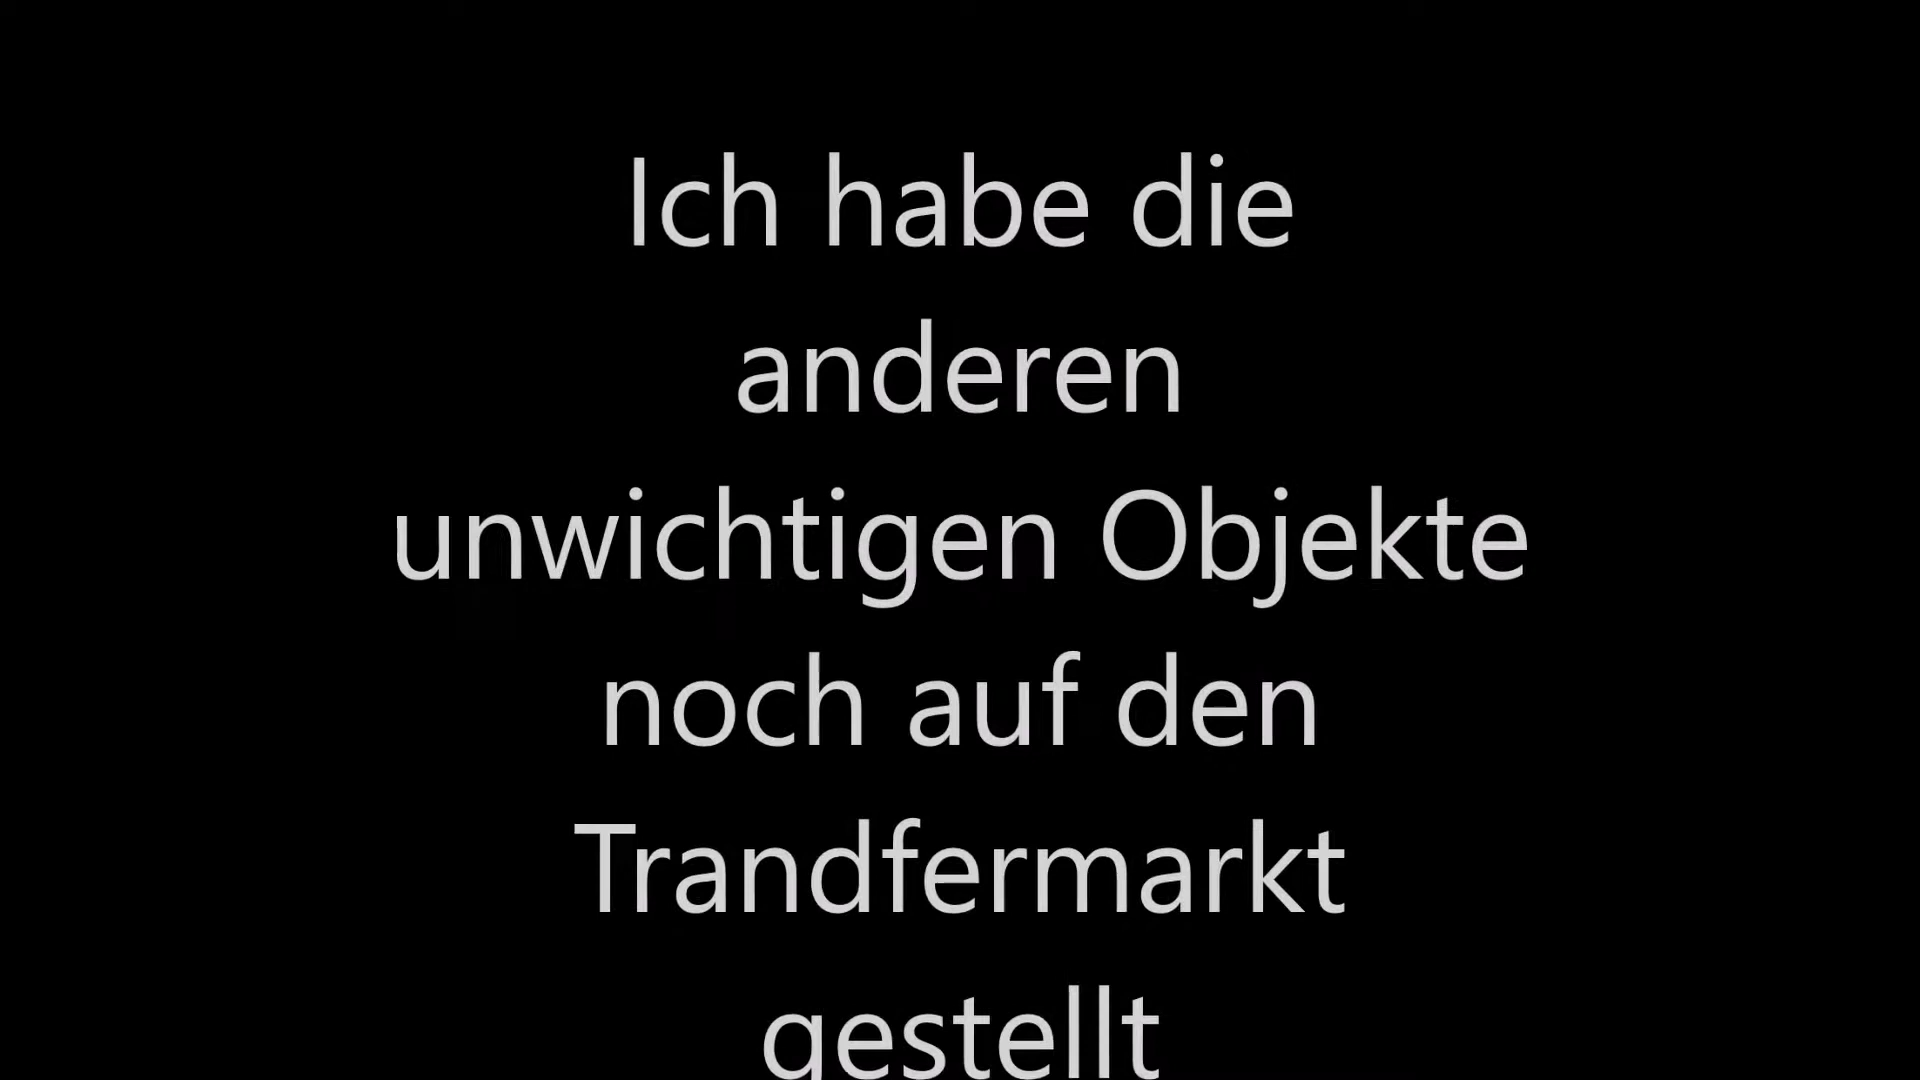 Ich habe die
anderen
unwichtigen Objekte
noch auf den
Trandfermarkt
gestellt